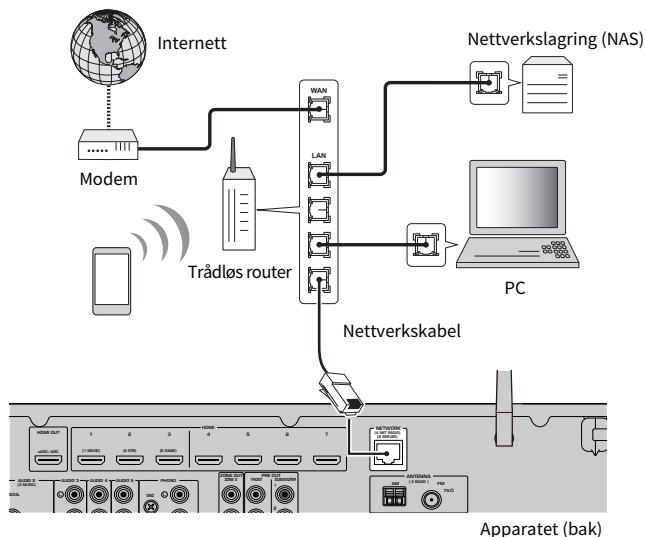 Internett
Nettverkslagring (NAS)
WAN
LAN
Modem
Trådløs router
PC
Nettverkskabel
HDMI OUT
eARC/ARC
HDMI
1
2
3
4
5
6
7
(1 MOVIE)
(5 STB)
(6 GAME)
NETWORK
(4 NET RADIO)
(8 SERVER)
AUDIO 2
(3 MUSIC)
AUDIO 3
AUDIO 4
AUDIO 5
PHONO
GND
ZONE OUT
ZONE 2
PRE OUT
FRONT
SUBWOOFER
1
2
ANTENNA
(2 RADIO)
AM
FM
75Ω
Apparatet (bak)